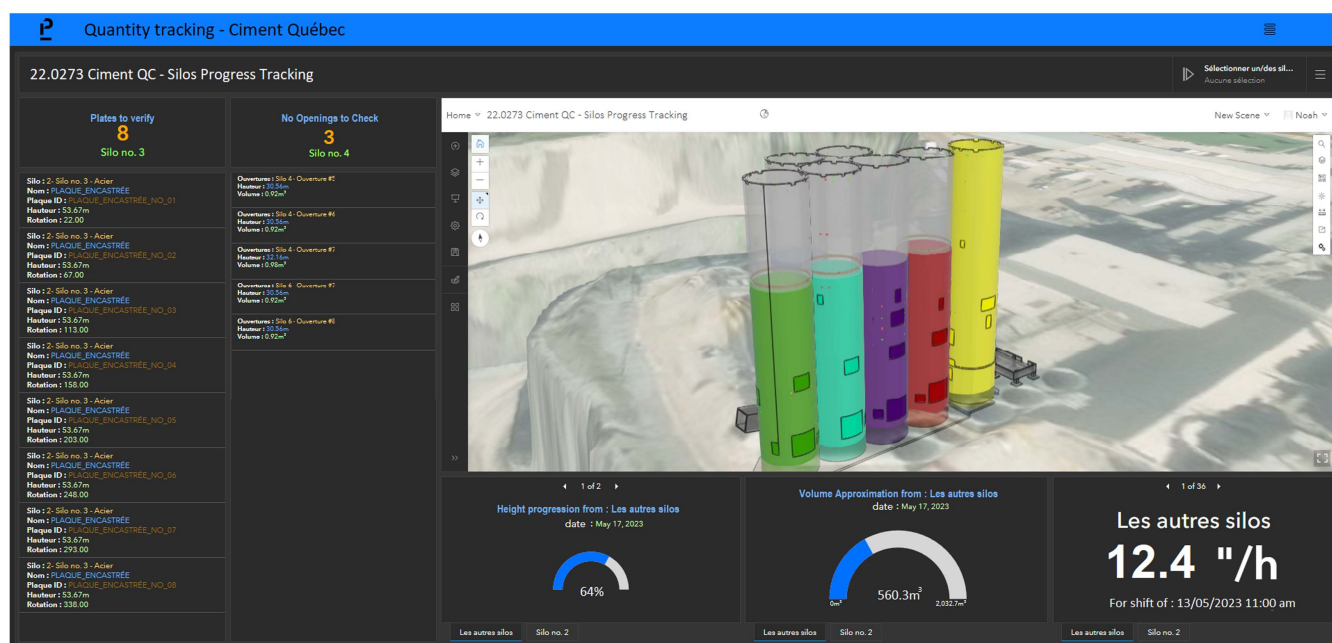 Quantity tracking - Ciment Québec
22.0273 Ciment QC - Silos Progress Tracking
Sélectionner un/des sil...
Aucune sélection
Plates to verify
8
Silo no. 3
Silo : 2- Silo no. 3 - Acier
Nom : PLAQUE_ENCASTRÉE
Plaque ID : PLAQUE_ENCASTRÉE_NO_01
Hauteur : 53.67m
Rotation : 22.00
Silo : 2- Silo no. 3 - Acier
Nom : PLAQUE_ENCASTRÉE
Plaque ID : PLAQUE_ENCASTRÉE_NO_02
Hauteur : 53.67m
Rotation : 67.00
Silo : 2- Silo no. 3 - Acier
Nom : PLAQUE_ENCASTRÉE
Plaque ID : PLAQUE_ENCASTRÉE_NO_03
Hauteur : 53.67m
Rotation : 113.00
Silo : 2- Silo no. 3 - Acier
Nom : PLAQUE_ENCASTRÉE
Plaque ID : PLAQUE_ENCASTRÉE_NO_04
Hauteur : 53.67m
Rotation : 158.00
Silo : 2- Silo no. 3 - Acier
Nom : PLAQUE_ENCASTRÉE
Plaque ID : PLAQUE_ENCASTRÉE_NO_05
Hauteur : 53.67m
Rotation : 203.00
Silo : 2- Silo no. 3 - Acier
Nom : PLAQUE_ENCASTRÉE
Plaque ID : PLAQUE_ENCASTRÉE_NO_06
Hauteur : 53.67m
Rotation : 248.00
Silo : 2- Silo no. 3 - Acier
Nom : PLAQUE_ENCASTRÉE
Plaque ID : PLAQUE_ENCASTRÉE_NO_07
Hauteur : 53.67m
Rotation : 293.00
Silo : 2- Silo no. 3 - Acier
Nom : PLAQUE_ENCASTRÉE
Plaque ID : PLAQUE_ENCASTRÉE_NO_08
Hauteur : 53.67m
Rotation : 338.00
No Openings to Check
3
Silo no. 4
Ouvertures : Silo 4 - Ouverture #5
Hauteur : 30.56m
Volume : 0.92m³
Ouvertures : Silo 4 - Ouverture #6
Hauteur : 30.56m
Volume : 0.92m³
Ouvertures : Silo 4 - Ouverture #7
Hauteur : 32.16m
Volume : 0.98m³
Ouvertures : Silo 6 - Ouverture #7
Hauteur : 30.56m
Volume : 0.92m³
Ouvertures : Silo 6 - Ouverture #8
Hauteur : 30.56m
Volume : 0.92m³
Home 22.0273 Ciment QC - Silos Progress Tracking
New Scene Noah
1 of 2
Height progression from : Les autres silos
date : May 17, 2023
64%
Les autres silos Silo no. 2
Volume Approximation from : Les autres silos
date : May 17, 2023
560.3m³
0m³ 2,032.7m³
Les autres silos Silo no. 2
1 of 36
Les autres silos
12.4 "/h
For shift of : 13/05/2023 11:00 am
Les autres silos Silo no. 2